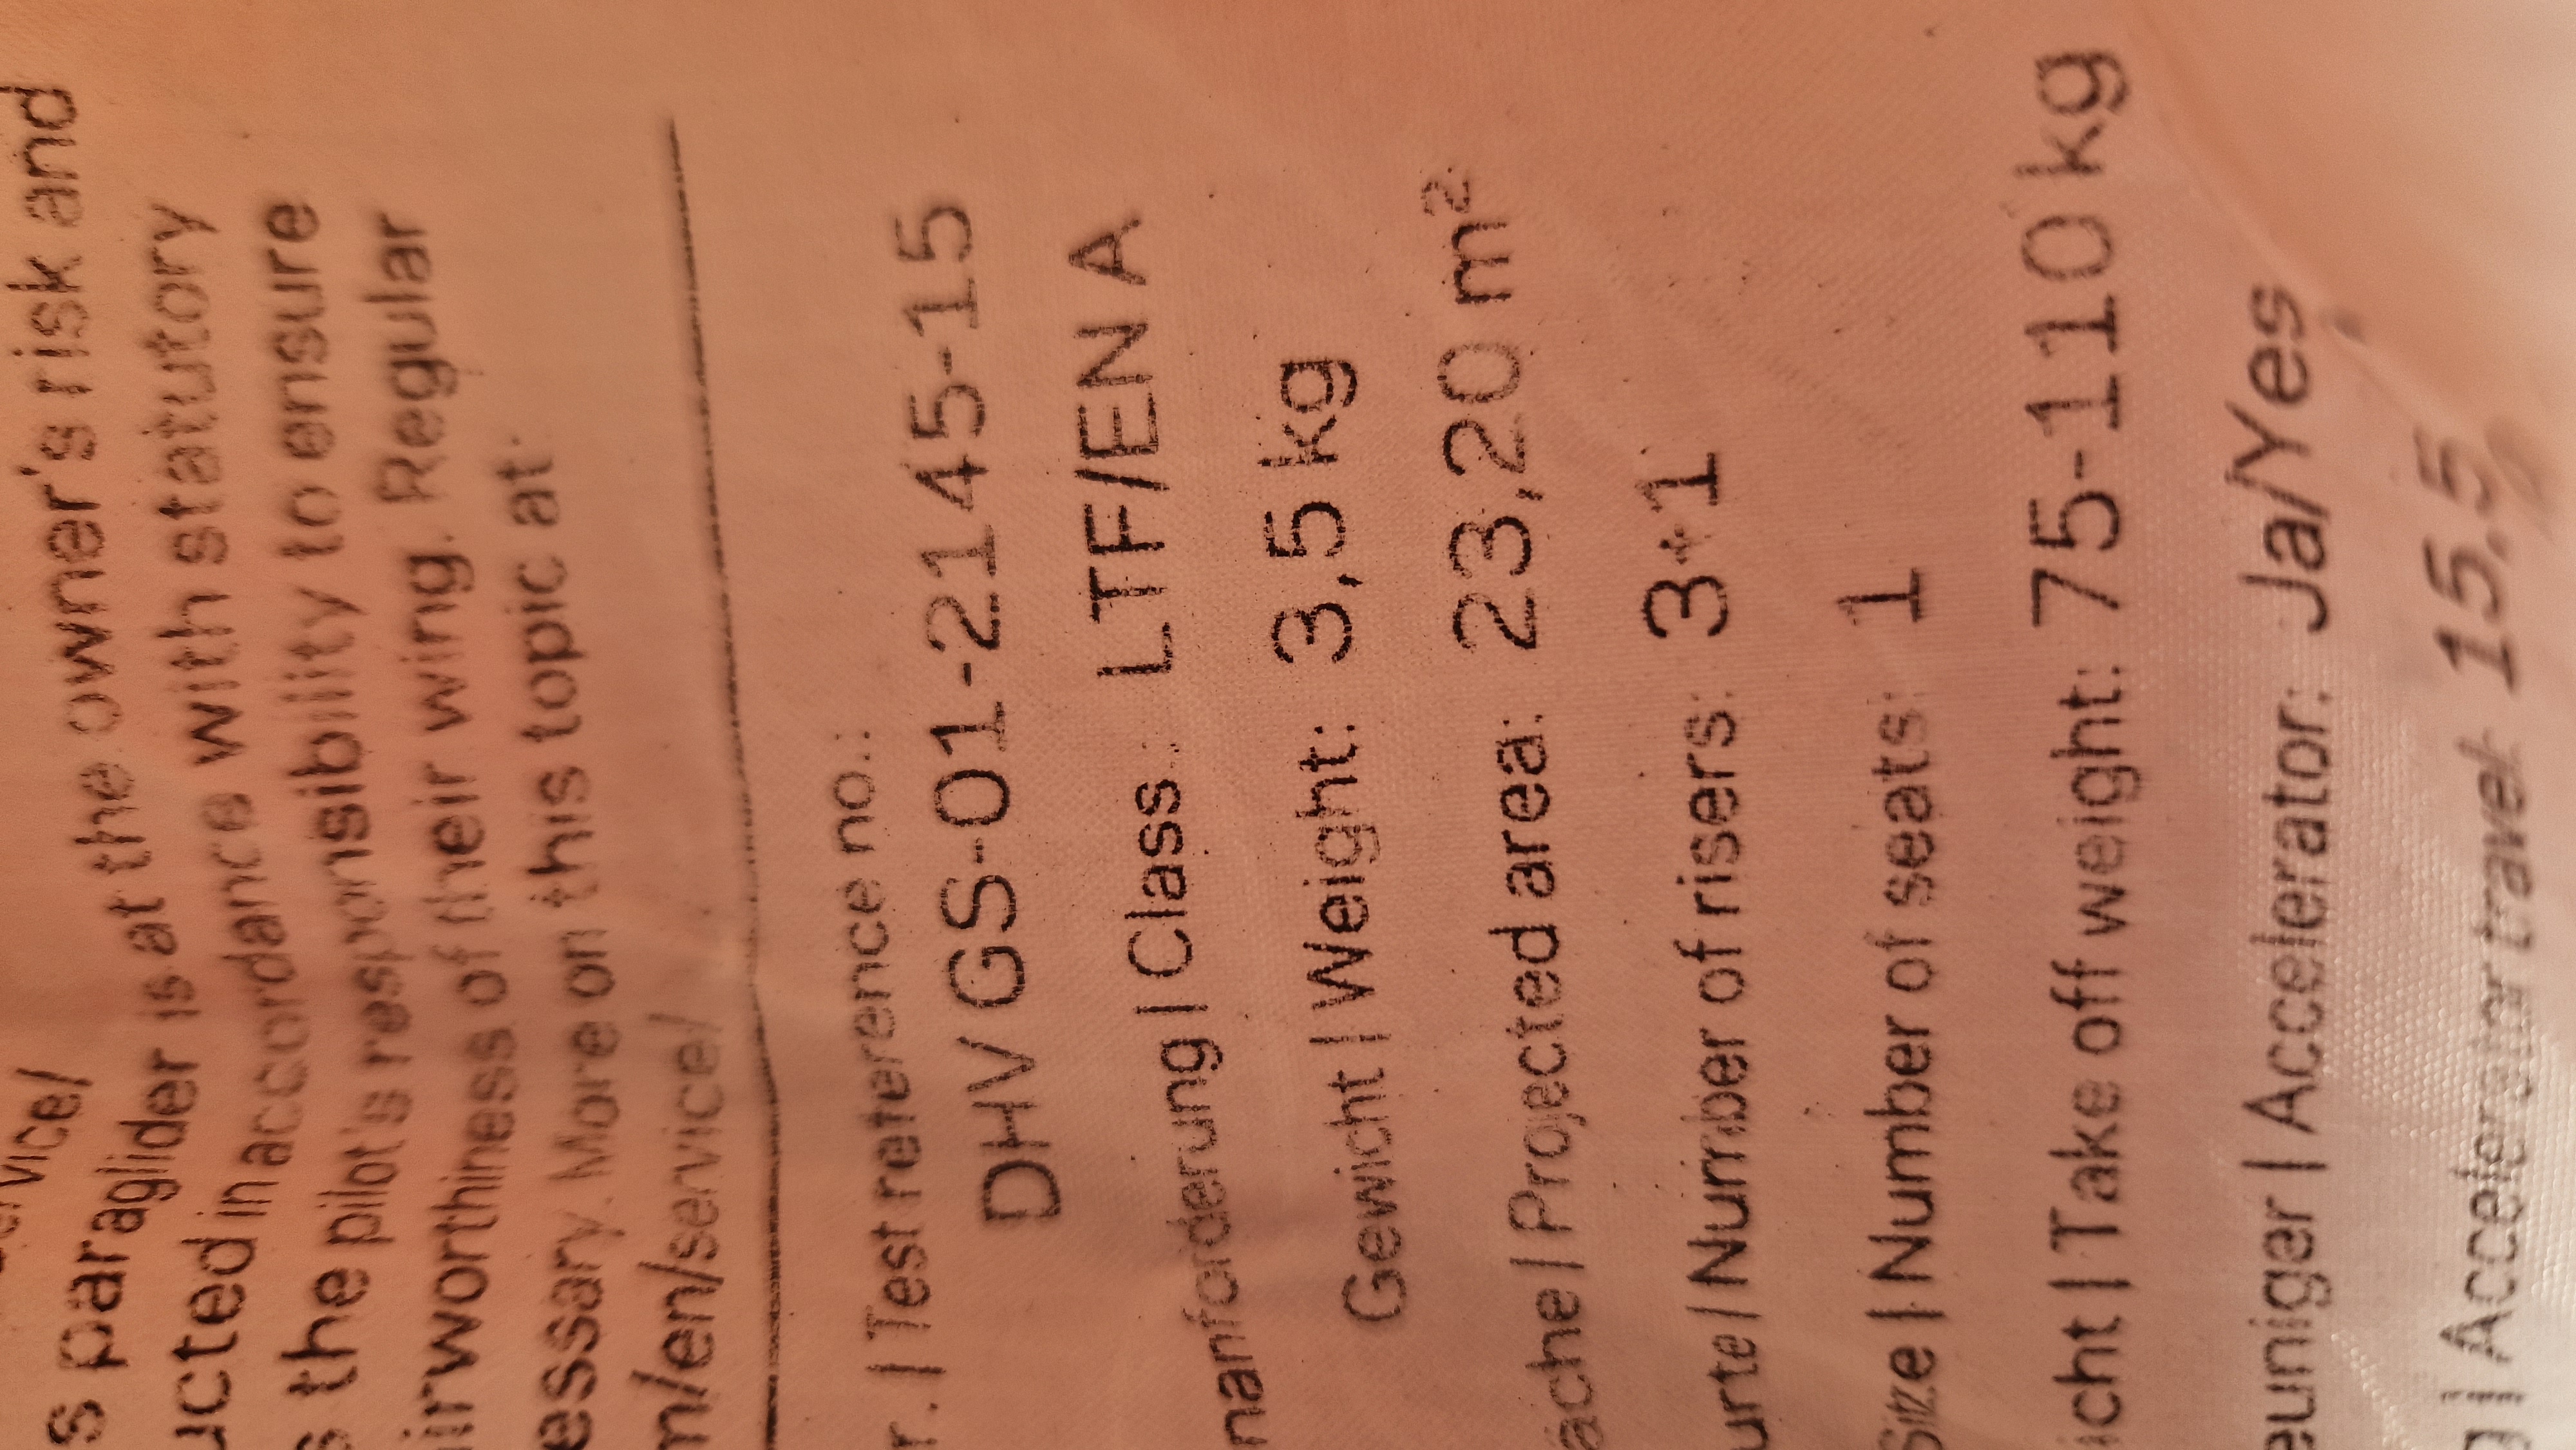 vice/
s paraglider is at the owner's risk and
ucted in accordance with statutory
s the pilot's responsibility to ensure
irworthiness of their wing. Regular
essary. More on this topic at:
m/en/service/
r. | Test reference no.:
DHV GS-01-2145-15
manforderung | Class.: LTF/EN A
Gewicht | Weight: 3,5 kg
äche | Projected area: 23,20 m²
urte | Number of risers: 3+1
Sitze | Number of seats: 1
icht | Take off weight: 75-110 kg
euniger | Accelerator: Ja/Yes
g | Accelerator travel: 15,5